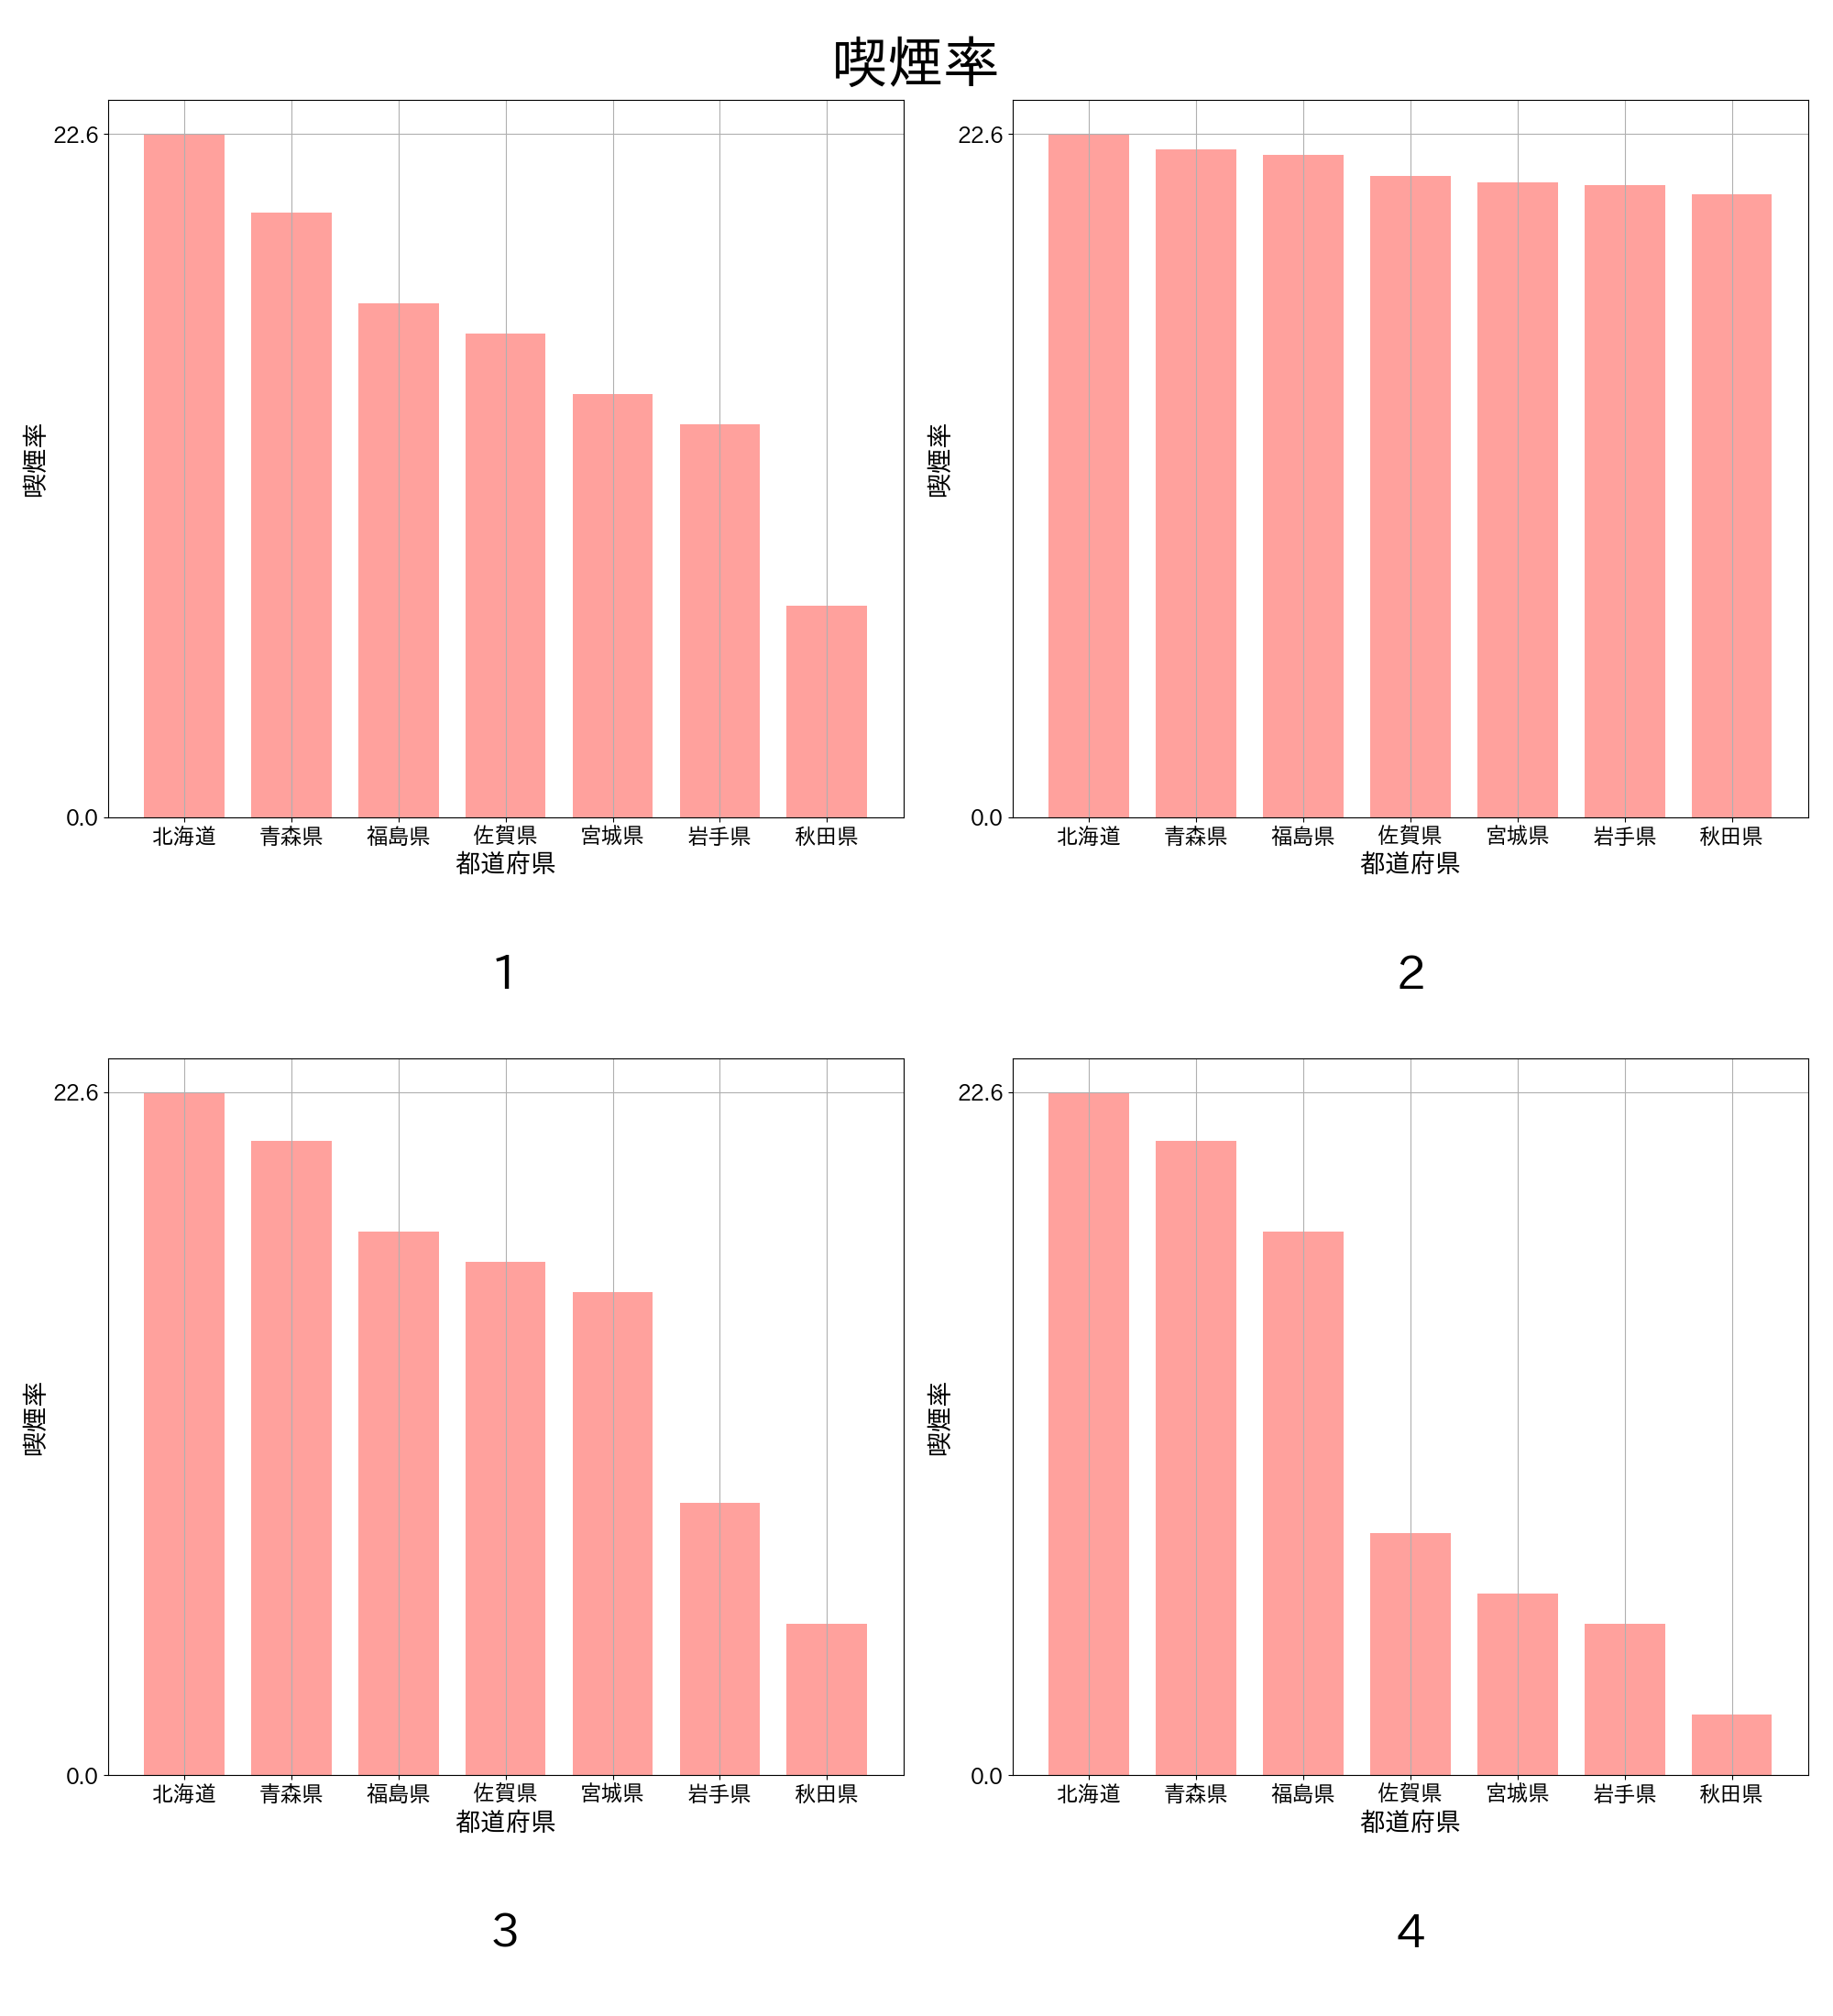 喫煙率
22.6
0.0
喫煙率
北海道 青森県 福島県 佐賀県 宮城県 岩手県 秋田県
都道府県
1
22.6
0.0
喫煙率
北海道 青森県 福島県 佐賀県 宮城県 岩手県 秋田県
都道府県
2
22.6
0.0
喫煙率
北海道 青森県 福島県 佐賀県 宮城県 岩手県 秋田県
都道府県
3
22.6
0.0
喫煙率
北海道 青森県 福島県 佐賀県 宮城県 岩手県 秋田県
都道府県
4